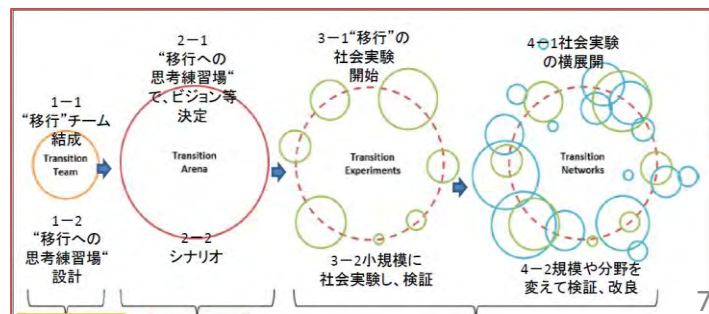 1－1
“移行”チーム
結成
Transition
Team
1－2
“移行への
思考練習場“
設計
2－1
“移行への
思考練習場“
で、ビジョン等
決定
Transition
Arena
2－2
シナリオ
3－1“移行”の
社会実験
開始
Transition
Experiments
3－2小規模に
社会実験し、検証
4－1社会実験
の横展開
Transition
Networks
4－2規模や分野を
変えて検証、改良
7